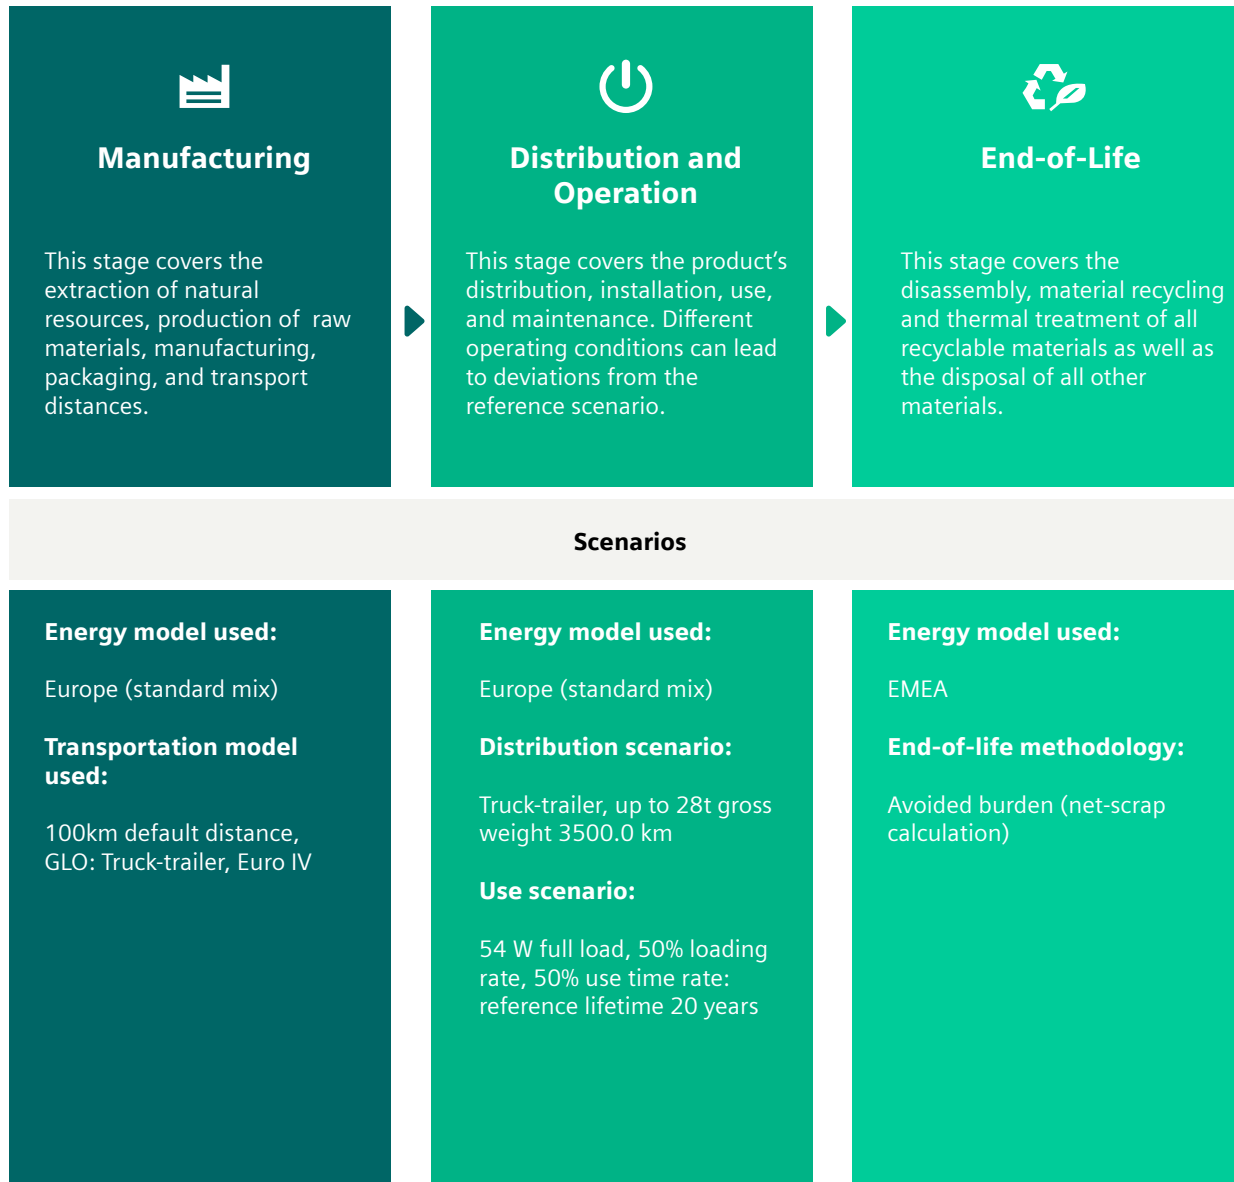 Manufacturing
This stage covers the
extraction of natural
resources, production of  raw
materials, manufacturing,
packaging, and transport
distances.
Distribution and
Operation
This stage covers the product’s
distribution, installation, use,
and maintenance. Different
operating conditions can lead
to deviations from the
reference scenario.
End-of-Life
This stage covers the
disassembly, material recycling
and thermal treatment of all
recyclable materials as well as
the disposal of all other
materials.
Scenarios
Energy model used:
Europe (standard mix)
Transportation model
used:
100km default distance,
GLO: Truck-trailer, Euro IV
Energy model used:
Europe (standard mix)
Distribution scenario:
Truck-trailer, up to 28t gross
weight 3500.0 km
Use scenario:
54 W full load, 50% loading
rate, 50% use time rate:
reference lifetime 20 years
Energy model used:
EMEA
End-of-life methodology:
Avoided burden (net-scrap
calculation)